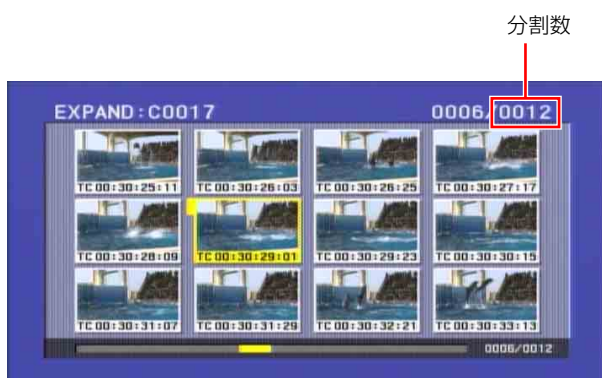 分割数
EXPAND:C0017
0006/0012
TC 00:30:25:11
TC 00:30:26:03
TC 00:30:26:25
TC 00:30:27:17
TC 00:30:28:09
TC 00:30:29:01
TC 00:30:29:23
TC 00:30:30:15
TC 00:30:31:07
TC 00:30:31:29
TC 00:30:32:21
TC 00:30:33:13
0006/0012